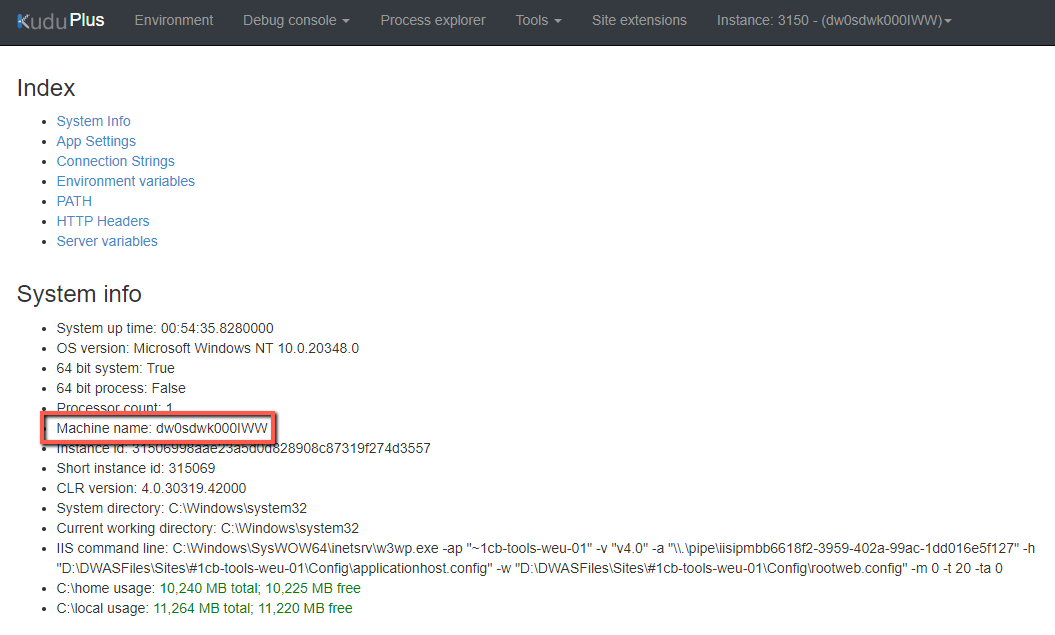 KuduPlus Environment Debug console Process explorer Tools Site extensions Instance: 3150 - (dw0sdwk000IWW)
Index
System Info
App Settings
Connection Strings
Environment variables
PATH
HTTP Headers
Server variables
System info
System up time: 00:54:35.8280000
OS version: Microsoft Windows NT 10.0.20348.0
64 bit system: True
64 bit process: False
Processor count: 1
Machine name: dw0sdwk000IWW
Instance id: 31506998aae23a5d0d828908c87319f274d3557
Short instance id: 315069
CLR version: 4.0.30319.42000
System directory: C:\Windows\system32
Current working directory: C:\Windows\system32
IIS command line: C:\Windows\SysWOW64\inetsrv\w3wp.exe -ap "~1cb-tools-weu-01" -v "v4.0" -a "\\.\pipe\iisipmbb6618f2-3959-402a-99ac-1dd016e5f127" -h
"D:\DWASFiles\Sites\#1cb-tools-weu-01\Config\applicationhost.config" -w "D:\DWASFiles\Sites\#1cb-tools-weu-01\Config\rootweb.config" -m 0 -t 20 -ta 0
C:\home usage: 10,240 MB total; 10,225 MB free
C:\local usage: 11,264 MB total; 11,220 MB free